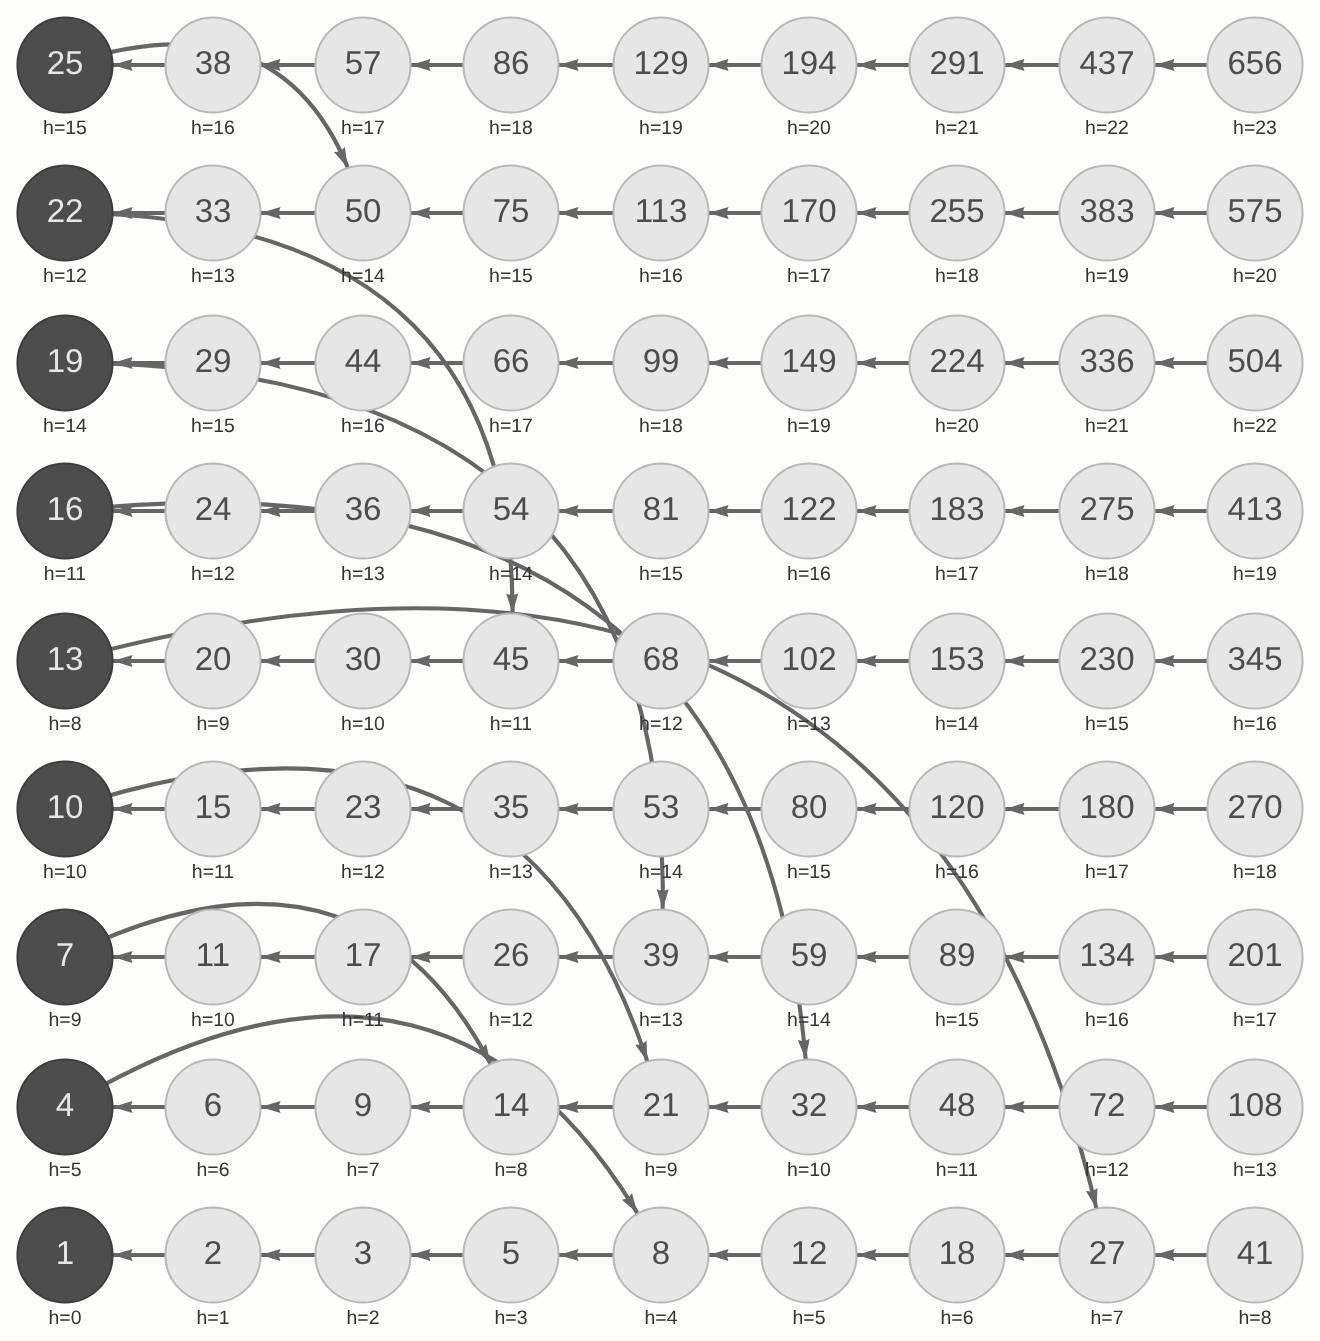 25 38 57 86 129 194 291 437 656
h=15 h=16 h=17 h=18 h=19 h=20 h=21 h=22 h=23
22 33 50 75 113 170 255 383 575
h=12 h=13 h=14 h=15 h=16 h=17 h=18 h=19 h=20
19 29 44 66 99 149 224 336 504
h=14 h=15 h=16 h=17 h=18 h=19 h=20 h=21 h=22
16 24 36 54 81 122 183 275 413
h=11 h=12 h=13 h=14 h=15 h=16 h=17 h=18 h=19
13 20 30 45 68 102 153 230 345
h=8 h=9 h=10 h=11 h=12 h=13 h=14 h=15 h=16
10 15 23 35 53 80 120 180 270
h=10 h=11 h=12 h=13 h=14 h=15 h=16 h=17 h=18
7 11 17 26 39 59 89 134 201
h=9 h=10 h=11 h=12 h=13 h=14 h=15 h=16 h=17
4 6 9 14 21 32 48 72 108
h=5 h=6 h=7 h=8 h=9 h=10 h=11 h=12 h=13
1 2 3 5 8 12 18 27 41
h=0 h=1 h=2 h=3 h=4 h=5 h=6 h=7 h=8